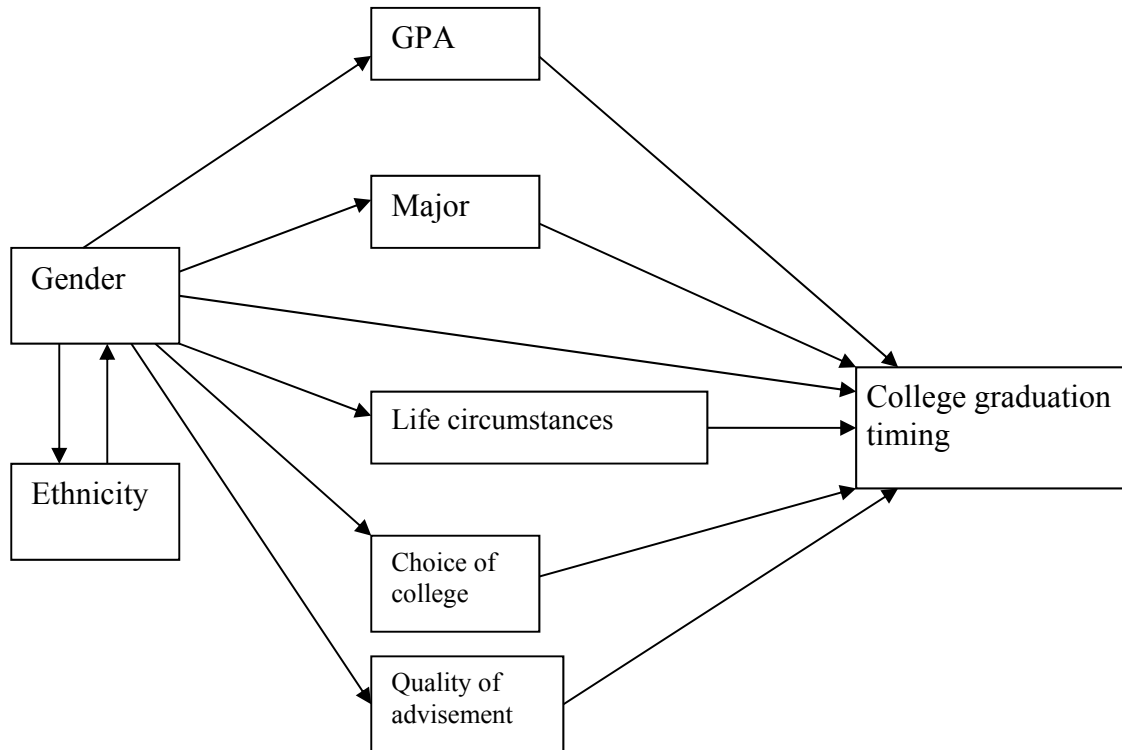 GPA
Major
Gender
College graduation
timing
Life circumstances
Ethnicity
Choice of
college
Quality of
advisement